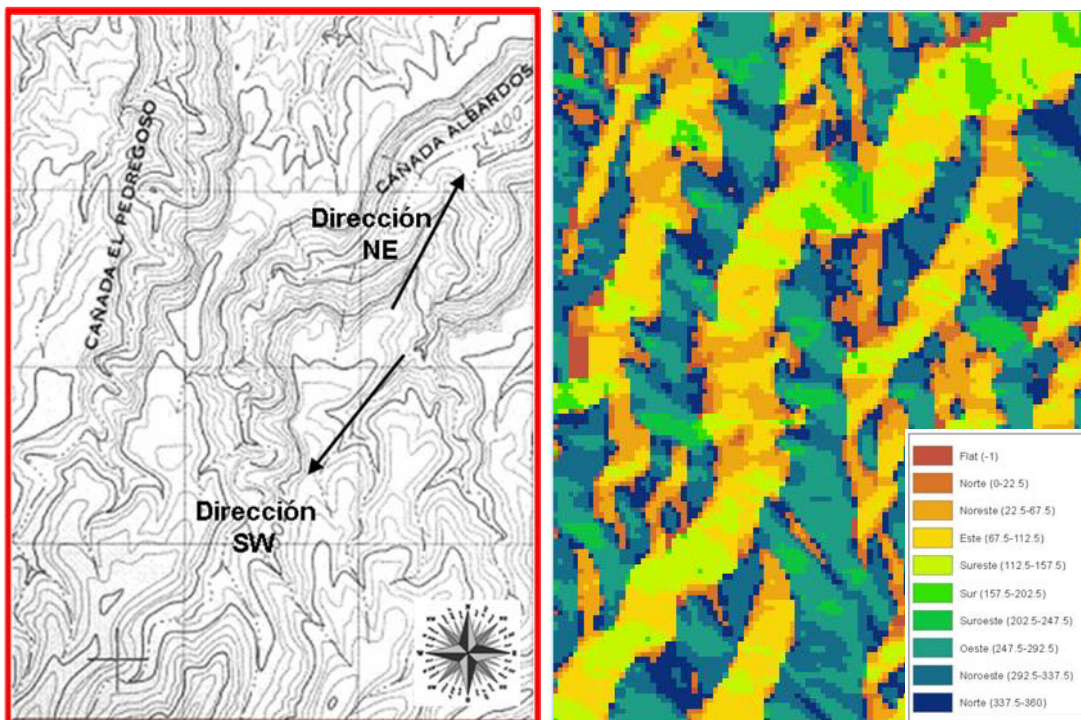 CAÑADA EL PEDREGOSO
CAÑADA ALBARDOS
1400
Dirección
NE
Dirección
SW
Flat (-1)
Norte (0-22.5)
Noreste (22.5-67.5)
Este (67.5-112.5)
Sureste (112.5-157.5)
Sur (157.5-202.5)
Suroeste (202.5-247.5)
Oeste (247.5-292.5)
Noroeste (292.5-337.5)
Norte (337.5-360)